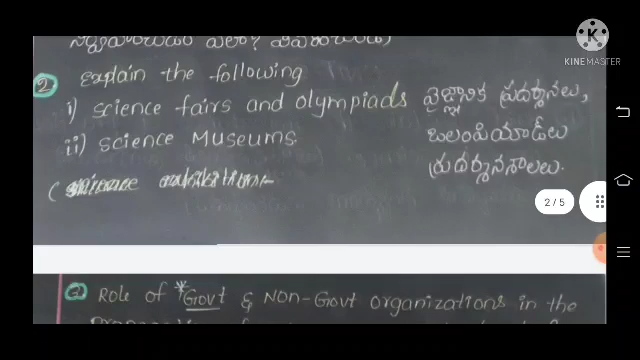 2 Explain the following
i) Science fairs and Olympiads వైజ్ఞానిక ప్రదర్శనలు,
ii) Science Museums. ఒలంపియాడ్‌లు
ప్రదర్శనశాలలు.
(
2/5
3 Role of *Govt & Non-Govt organizations in the
KINEMASTER